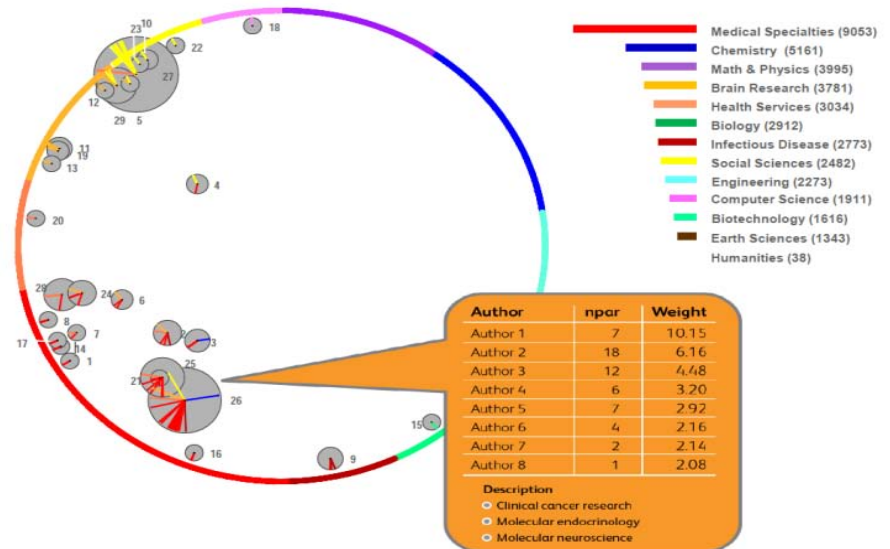 23
10
18
22
27
12
29
5
11
19
13
4
20
28
24
6
8
7
2
3
17
14
1
25
21
26
15
16
9
Medical Specialties (9053)
Chemistry (5161)
Math & Physics (3995)
Brain Research (3781)
Health Services (3034)
Biology (2912)
Infectious Disease (2773)
Social Sciences (2482)
Engineering (2273)
Computer Science (1911)
Biotechnology (1616)
Earth Sciences (1343)
Humanities (38)
Author npar Weight
Author 1 7 10.15
Author 2 18 6.16
Author 3 12 4.48
Author 4 6 3.20
Author 5 7 2.92
Author 6 4 2.16
Author 7 2 2.14
Author 8 1 2.08
Description
Clinical cancer research
Molecular endocrinology
Molecular neuroscience